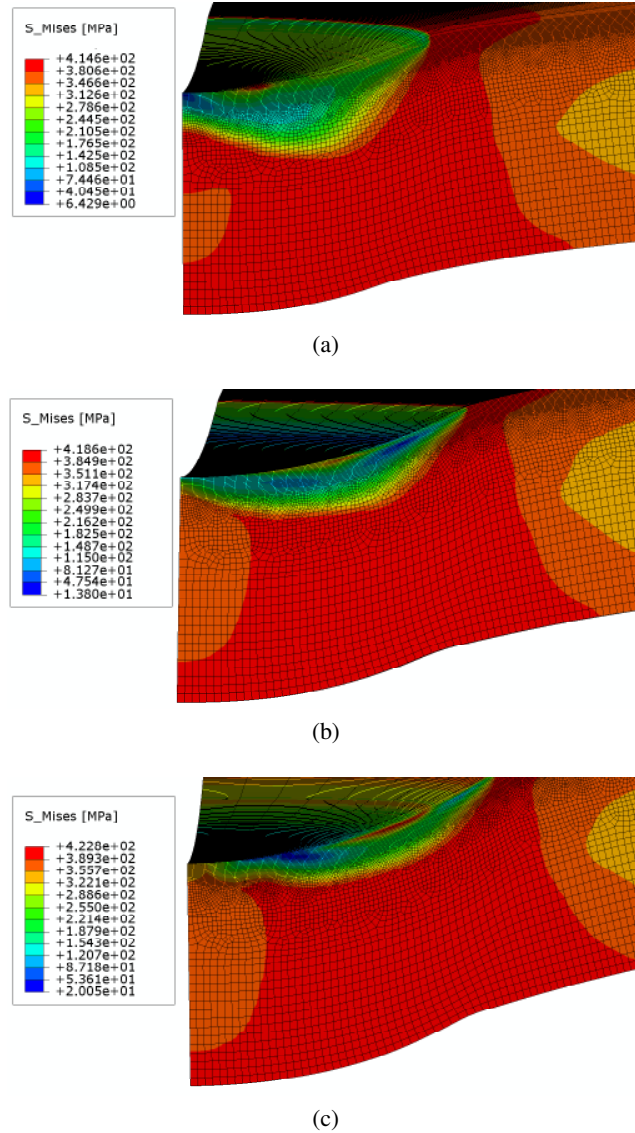 S_Mises [MPa]
+4.146e+02
+3.806e+02
+3.466e+02
+3.126e+02
+2.786e+02
+2.445e+02
+2.105e+02
+1.765e+02
+1.425e+02
+1.085e+02
+7.446e+01
+4.045e+01
+6.429e+00
(a)
S_Mises [MPa]
+4.186e+02
+3.849e+02
+3.511e+02
+3.174e+02
+2.837e+02
+2.499e+02
+2.162e+02
+1.825e+02
+1.487e+02
+1.150e+02
+8.127e+01
+4.754e+01
+1.380e+01
(b)
S_Mises [MPa]
+4.228e+02
+3.893e+02
+3.557e+02
+3.221e+02
+2.886e+02
+2.550e+02
+2.214e+02
+1.879e+02
+1.543e+02
+1.207e+02
+8.718e+01
+5.361e+01
+2.005e+01
(c)